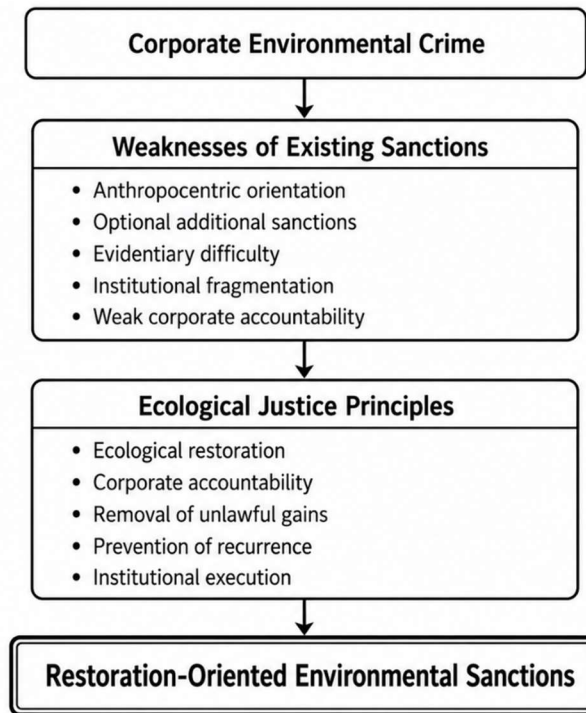 Corporate Environmental Crime
Weaknesses of Existing Sanctions
• Anthropocentric orientation
• Optional additional sanctions
• Evidentiary difficulty
• Institutional fragmentation
• Weak corporate accountability
Ecological Justice Principles
• Ecological restoration
• Corporate accountability
• Removal of unlawful gains
• Prevention of recurrence
• Institutional execution
Restoration-Oriented Environmental Sanctions